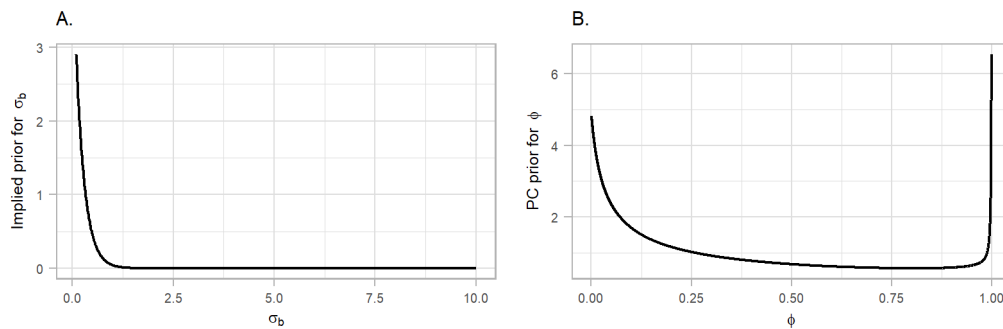 A.
Implied prior for σb
3
2
1
0
0.0 2.5 5.0 7.5 10.0
σb
B.
PC prior for ϕ
6
4
2
0.00 0.25 0.50 0.75 1.00
ϕ